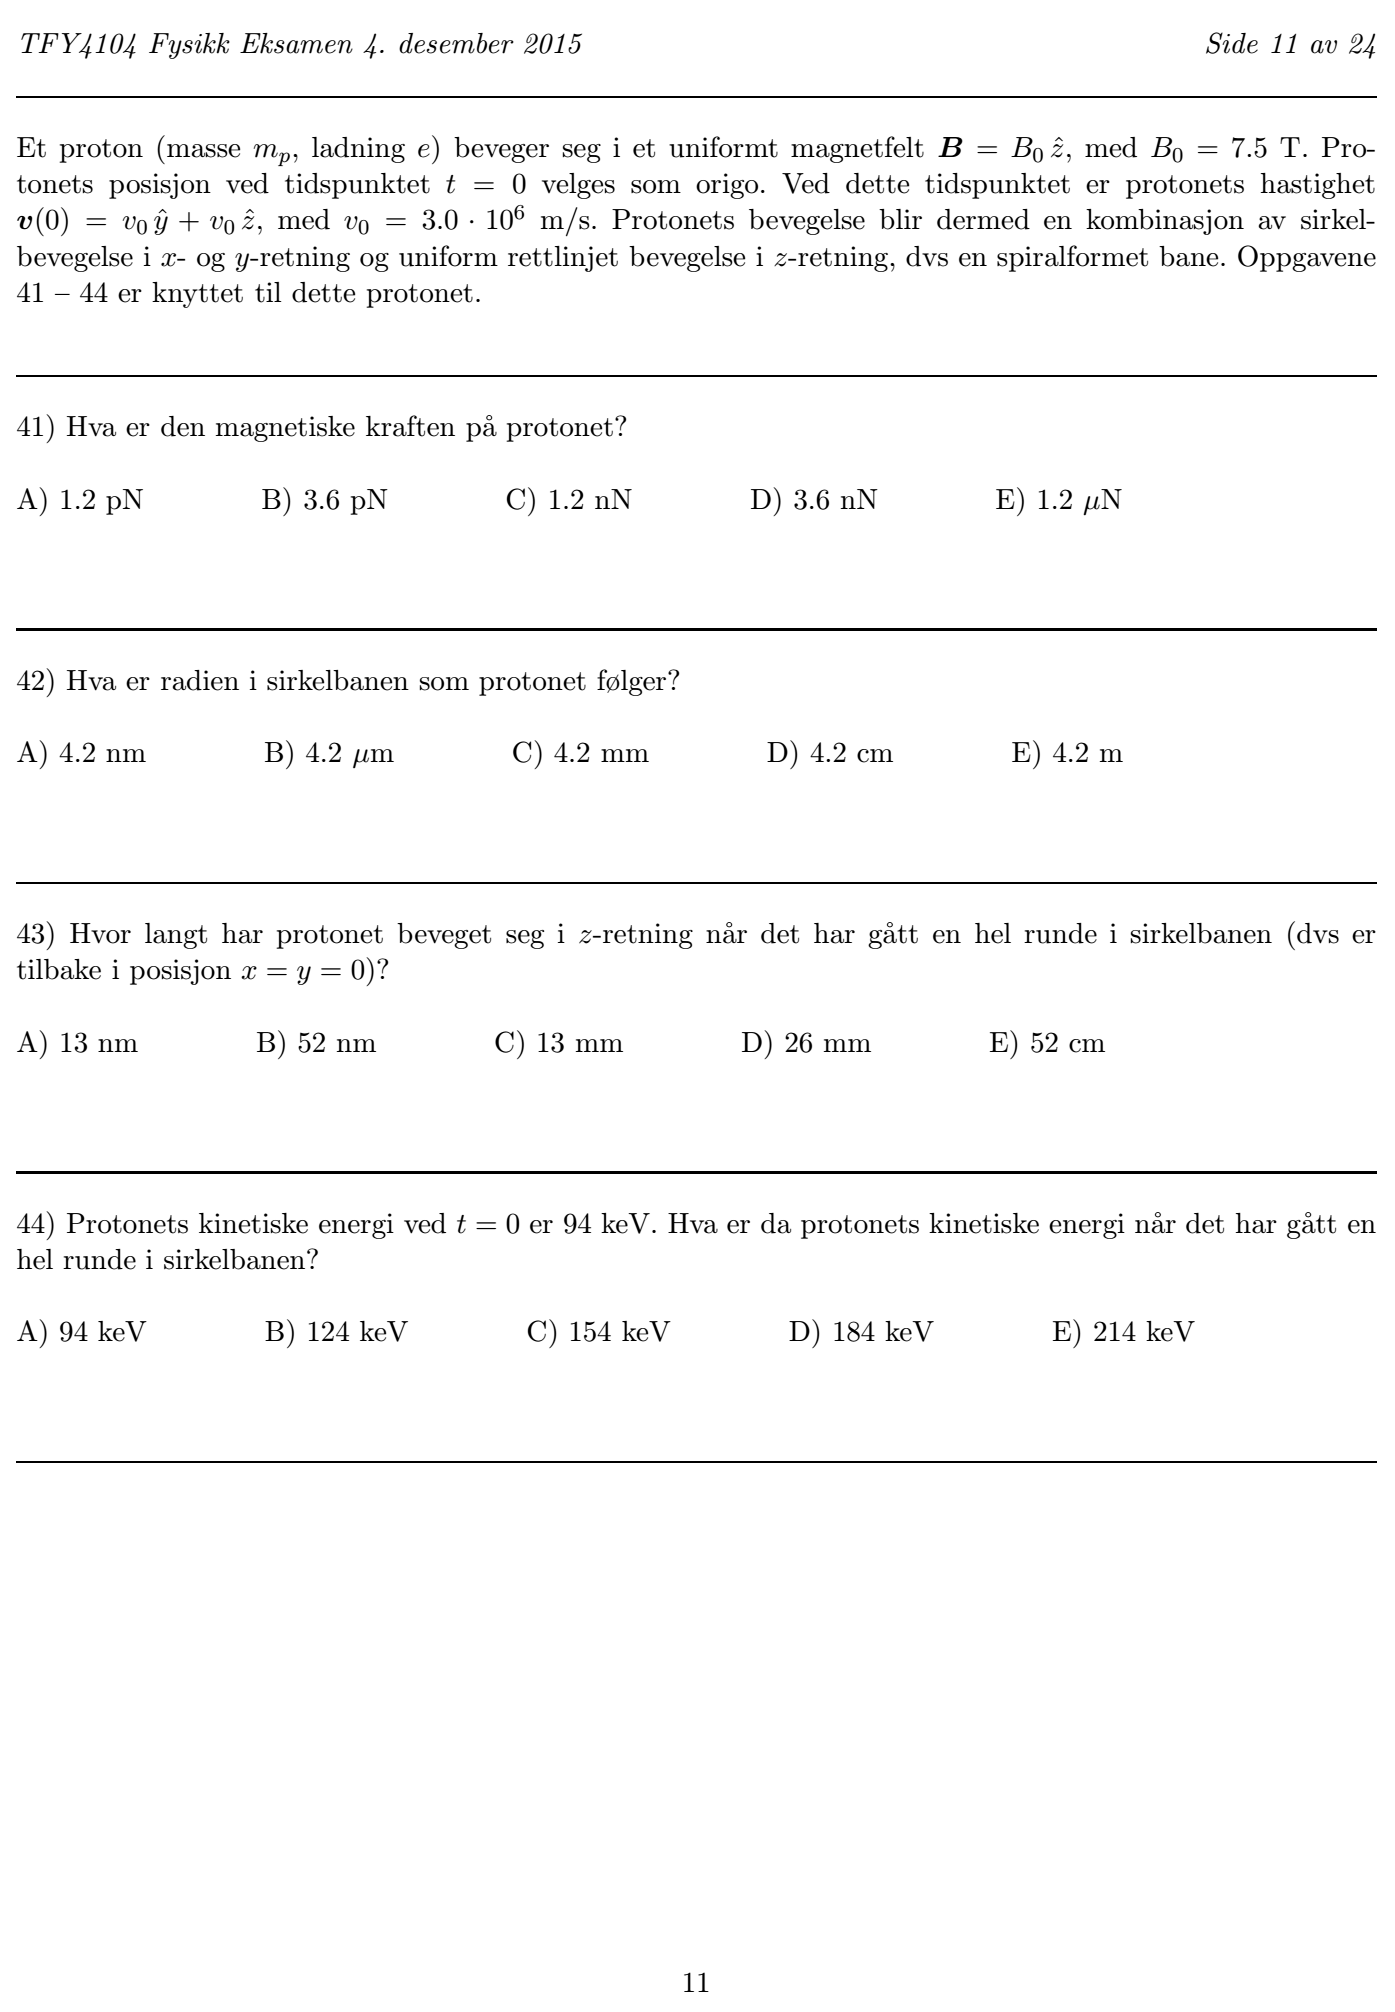 TFY4104 Fysikk Eksamen 4. desember 2015 Side 11 av 24
Et proton (masse mₚ, ladning e) beveger seg i et uniformt magnetfelt B = B₀ ẑ, med B₀ = 7.5 T. Pro-
tonets posisjon ved tidspunktet t = 0 velges som origo. Ved dette tidspunktet er protonets hastighet
v(0) = v₀ ŷ + v₀ ẑ, med v₀ = 3.0 · 10⁶ m/s. Protonets bevegelse blir dermed en kombinasjon av sirkel-
bevegelse i x- og y-retning og uniform rettlinjet bevegelse i z-retning, dvs en spiralformet bane. Oppgavene
41 – 44 er knyttet til dette protonet.
41) Hva er den magnetiske kraften på protonet?
A) 1.2 pN B) 3.6 pN C) 1.2 nN D) 3.6 nN E) 1.2 μN
42) Hva er radien i sirkelbanen som protonet følger?
A) 4.2 nm B) 4.2 μm C) 4.2 mm D) 4.2 cm E) 4.2 m
43) Hvor langt har protonet beveget seg i z-retning når det har gått en hel runde i sirkelbanen (dvs er
tilbake i posisjon x = y = 0)?
A) 13 nm B) 52 nm C) 13 mm D) 26 mm E) 52 cm
44) Protonets kinetiske energi ved t = 0 er 94 keV. Hva er da protonets kinetiske energi når det har gått en
hel runde i sirkelbanen?
A) 94 keV B) 124 keV C) 154 keV D) 184 keV E) 214 keV
11